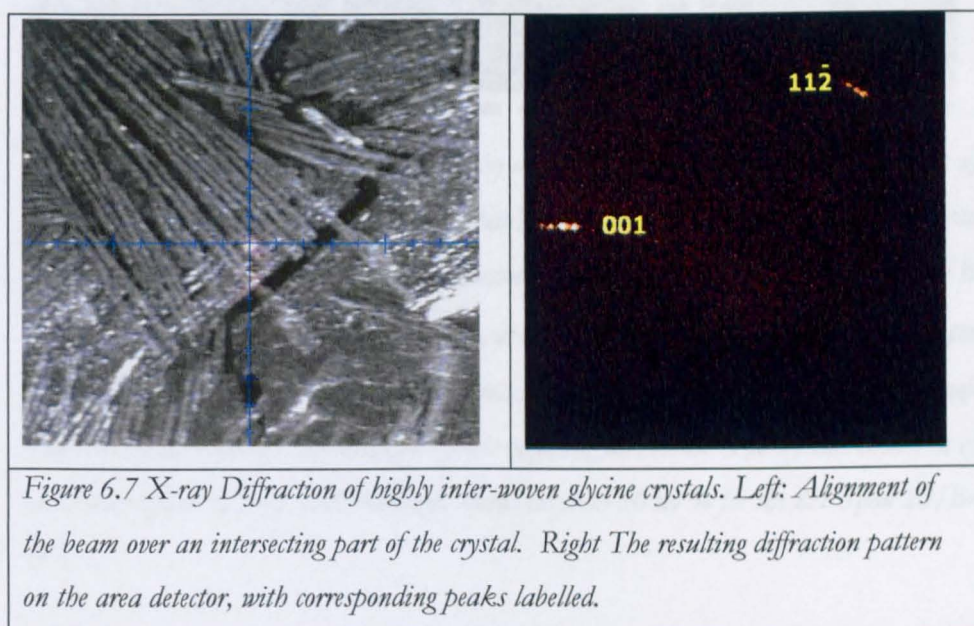 112̄
001
Figure 6.7 X-ray Diffraction of highly inter-woven glycine crystals. Left: Alignment of
the beam over an intersecting part of the crystal. Right The resulting diffraction pattern
on the area detector, with corresponding peaks labelled.